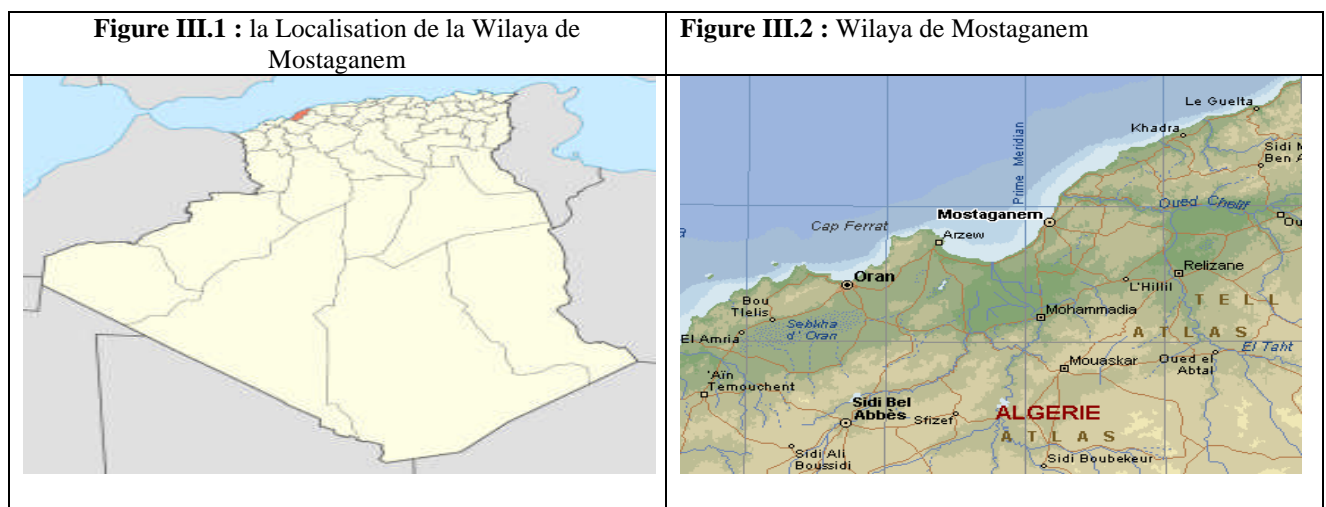 Figure III.1 : la Localisation de la Wilaya de
Mostaganem
Figure III.2 : Wilaya de Mostaganem
Le Guelta
Khadra
Sidi
Ben
Prime Meridian
Oued Chelif
Mostaganem
Cap Ferrat
Arzew
Ou
Oran
Relizane
L'Hillil
Bou
Tlelis
TELL
Mohammadia
Sebkha
d'Oran
El Amria
ATLAS
El Taht
Mouaskar
Oued el
Abtal
'Aïn
Temouchent
Sidi Bel
Abbès
Sfizef
ALGERIE
ATLAS
Sidi Ali
Boussidi
Sidi Boubekeur